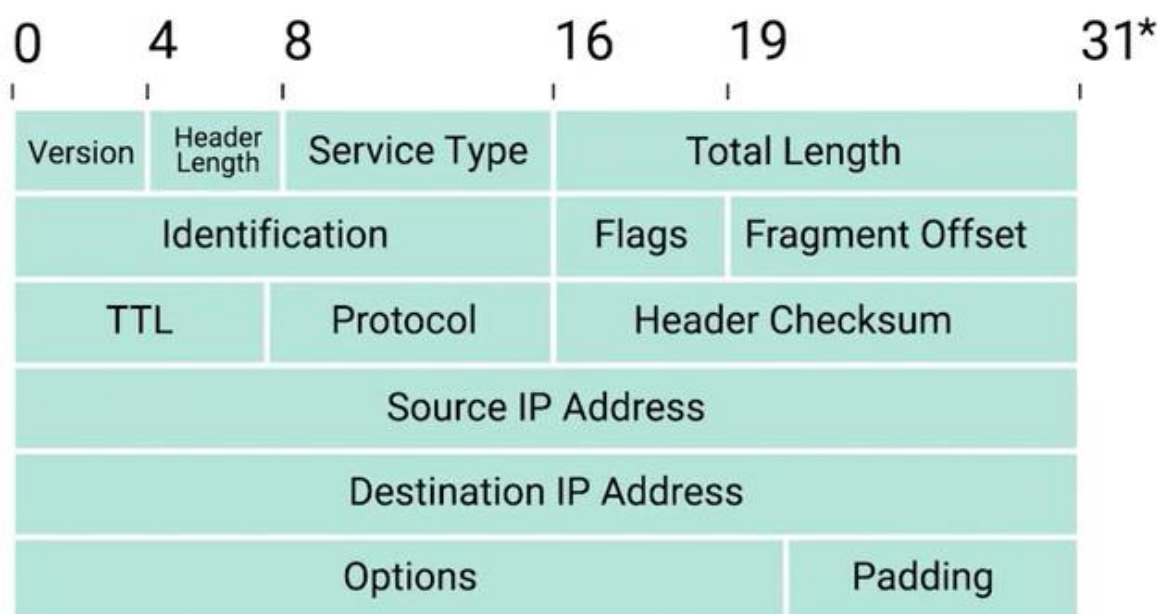 0 4 8 16 19 31*
Version Header Length Service Type Total Length
Identification Flags Fragment Offset
TTL Protocol Header Checksum
Source IP Address
Destination IP Address
Options Padding